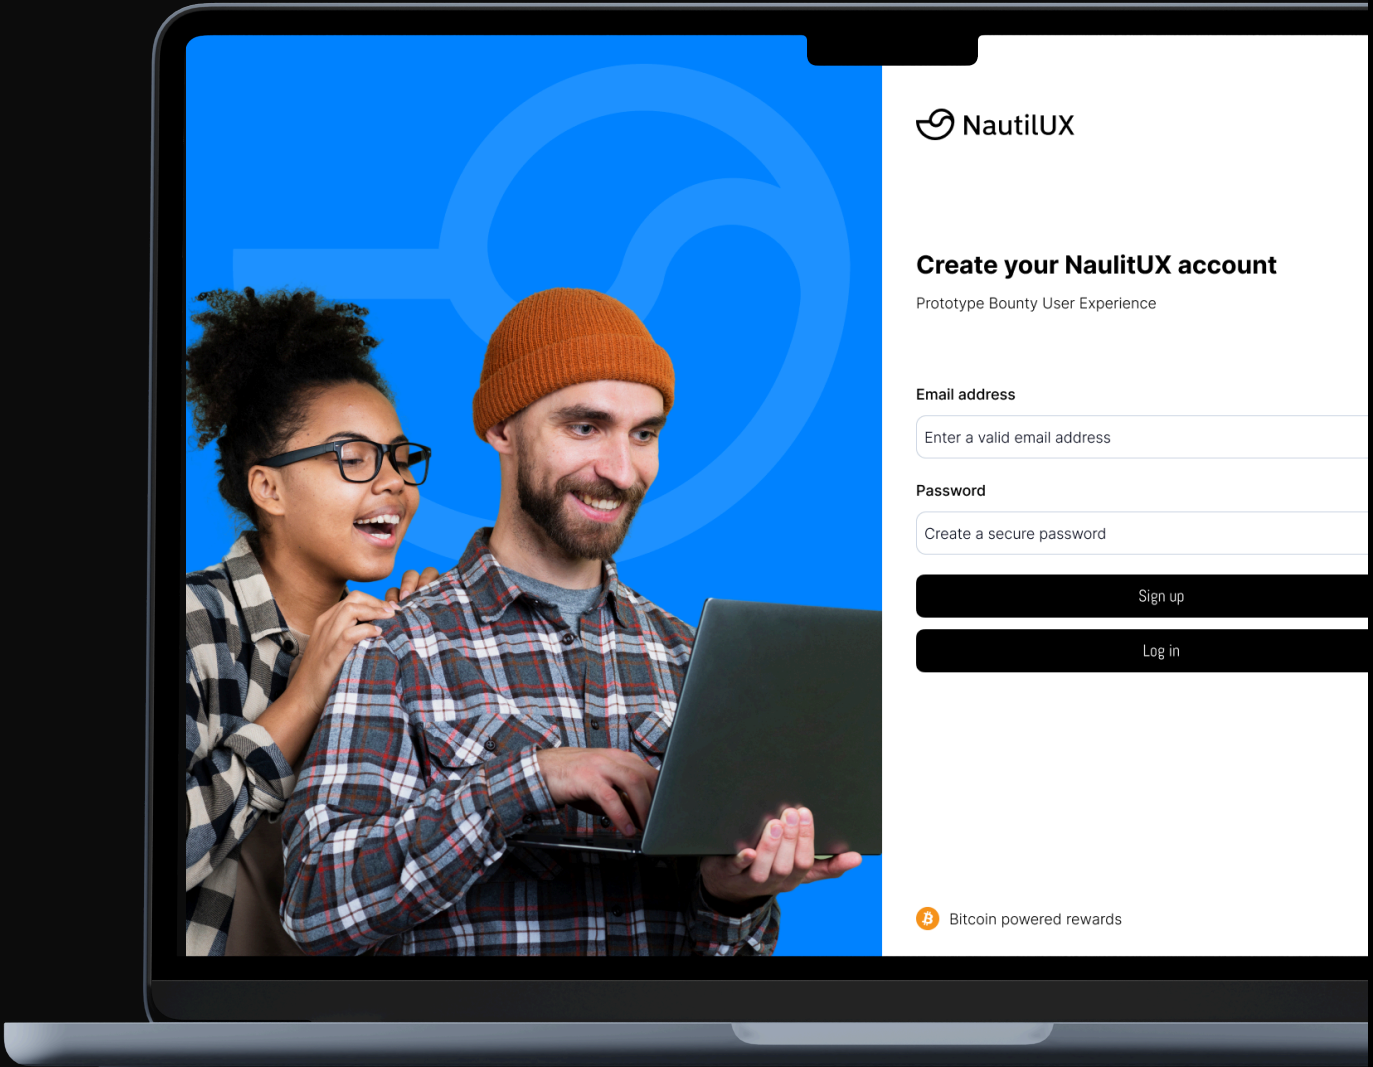 NautilUX
Create your NaulitUX account
Prototype Bounty User Experience
Email address
Enter a valid email address
Password
Create a secure password
Sign up
Log in
Bitcoin powered rewards